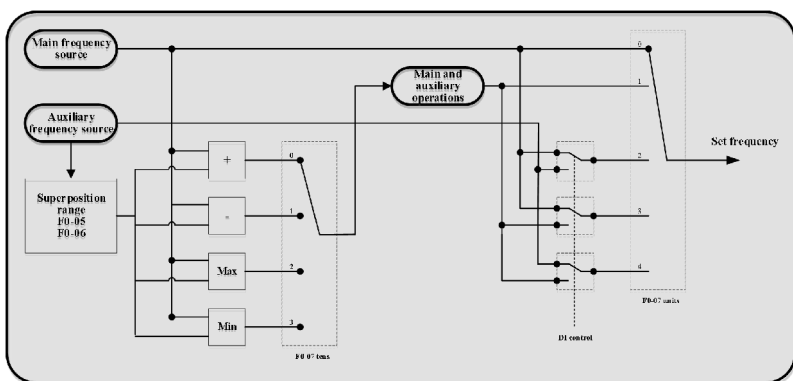 Main frequency
source
Main and
auxiliary
operations
Auxiliary
frequency source
Set frequency
Superposition
range
F0-05
F0-06
+
-
Max
Min
0
1
2
3
F0-07 tens
0
1
2
3
4
F0-07 units
DI control